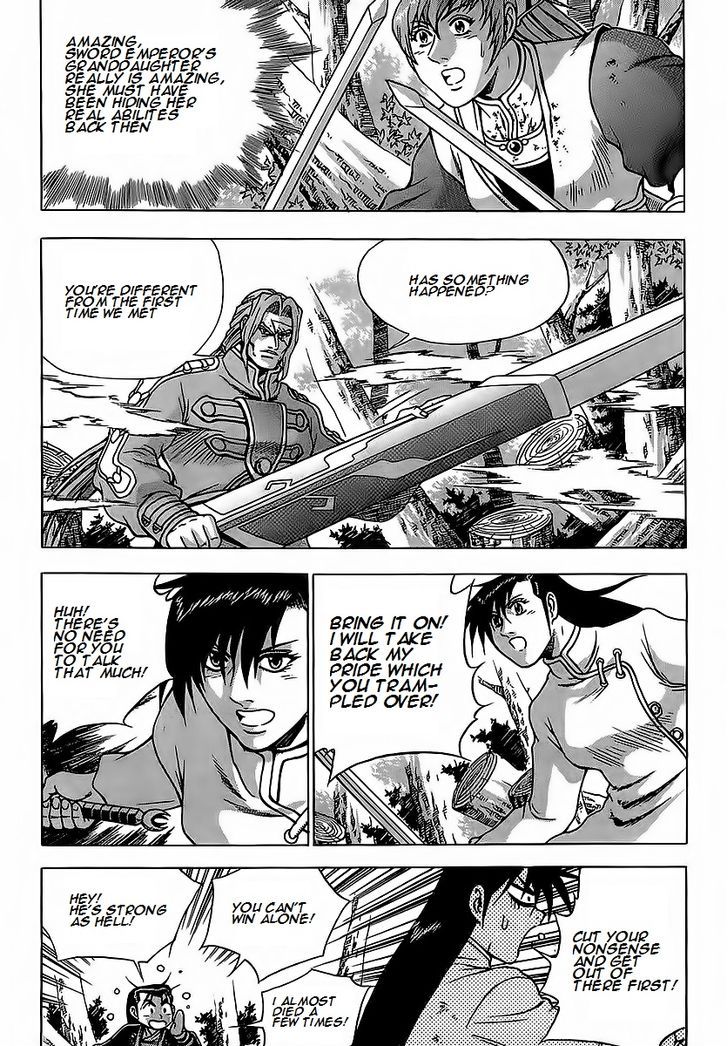 AMAZING,
SWORD EMPEROR'S
GRANDDAUGHTER
REALLY IS AMAZING,
SHE MUST HAVE
BEEN HIDING HER
REAL ABILITES
BACK THEN
YOU'RE DIFFERENT
FROM THE FIRST
TIME WE MET
HAS SOMETHING
HAPPENED?
HUH!
THERE'S
NO NEED
FOR YOU
TO TALK
THAT MUCH!
BRING IT ON!
I WILL TAKE
BACK MY
PRIDE WHICH
YOU TRAM-
PLED OVER!
HEY!
HE'S STRONG
AS HELL!
YOU CAN'T
WIN ALONE!
I ALMOST
DIED A
FEW TIMES!
CUT YOUR
NONSENSE
AND GET
OUT OF
THERE FIRST!